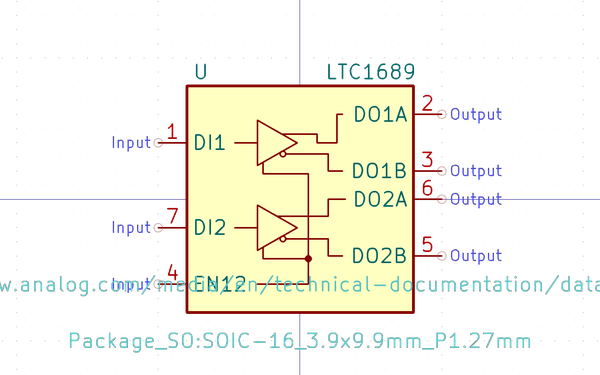 U LTC1689
2 DO1A Output
Input 1 DI1
3 DO1B Output
6 DO2A Output
Input 7 DI2
5 DO2B Output
Input 4 EN12
w.analog.com/media/en/technical-documentation/data
Package_SO:SOIC-16_3.9x9.9mm_P1.27mm